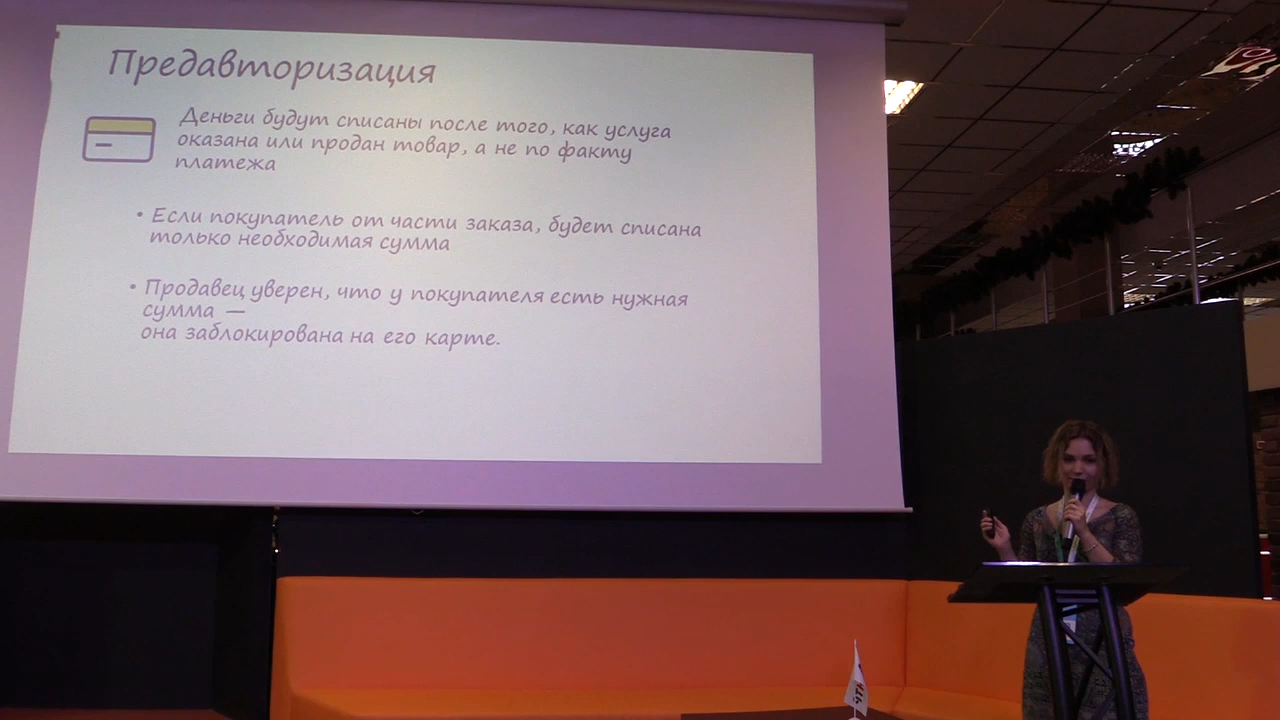 Предавторизация
Деньги будут списаны после того, как услуга
оказана или продан товар, а не по факту
платежа
• Если покупатель от части заказа, будет списана
только необходимая сумма
• Продавец уверен, что у покупателя есть нужная
сумма —
она заблокирована на его карте.